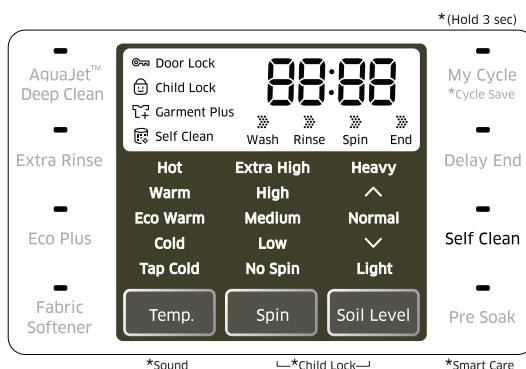 *(Hold 3 sec)
AquaJet™
Deep Clean
Extra Rinse
Eco Plus
Fabric
Softener
Door Lock
Child Lock
Garment Plus
Self Clean
88:88
Wash Rinse Spin End
Hot Extra High Heavy
Warm High
Eco Warm Medium Normal
Cold Low
Tap Cold No Spin Light
Temp. Spin Soil Level
My Cycle
*Cycle Save
Delay End
Self Clean
Pre Soak
*Sound *Child Lock *Smart Care